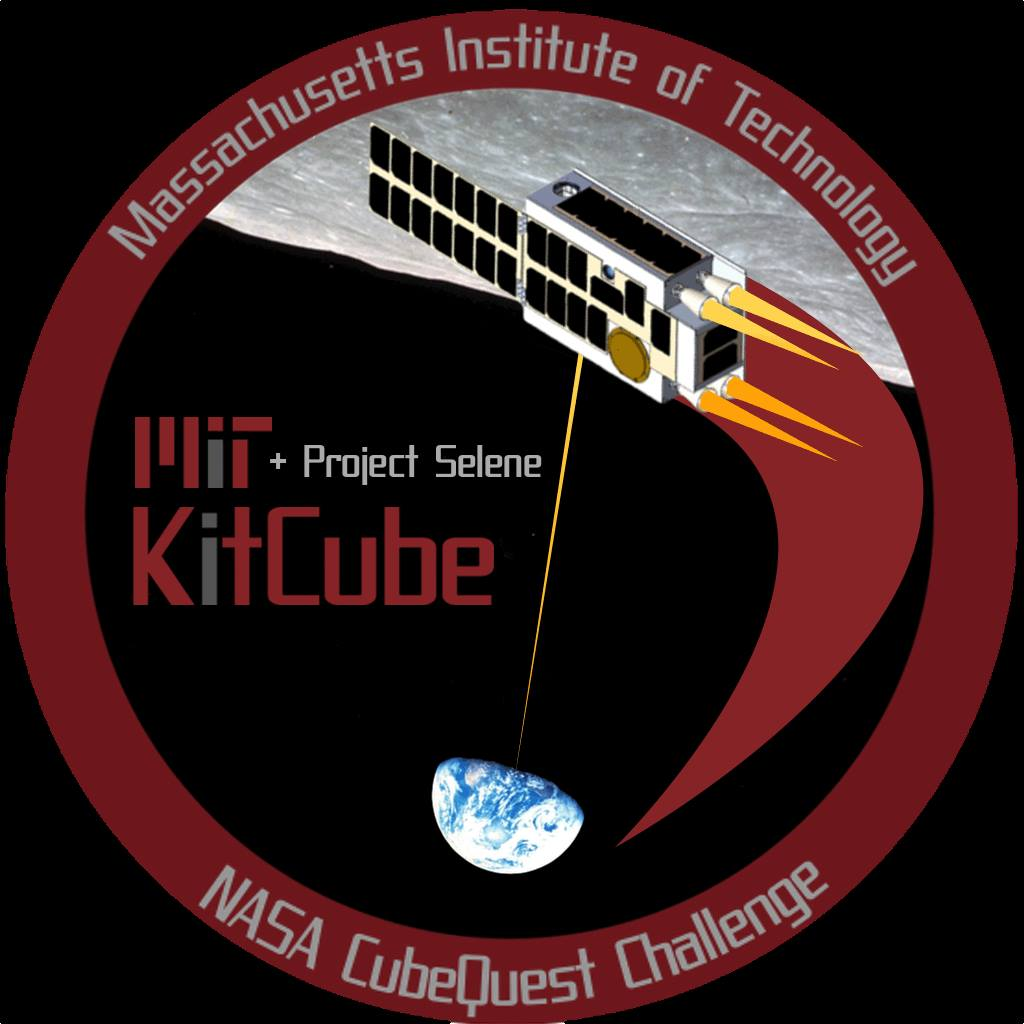 Massachusetts Institute of Technology
MiT + Project Selene
KitCube
NASA CubeQuest Challenge